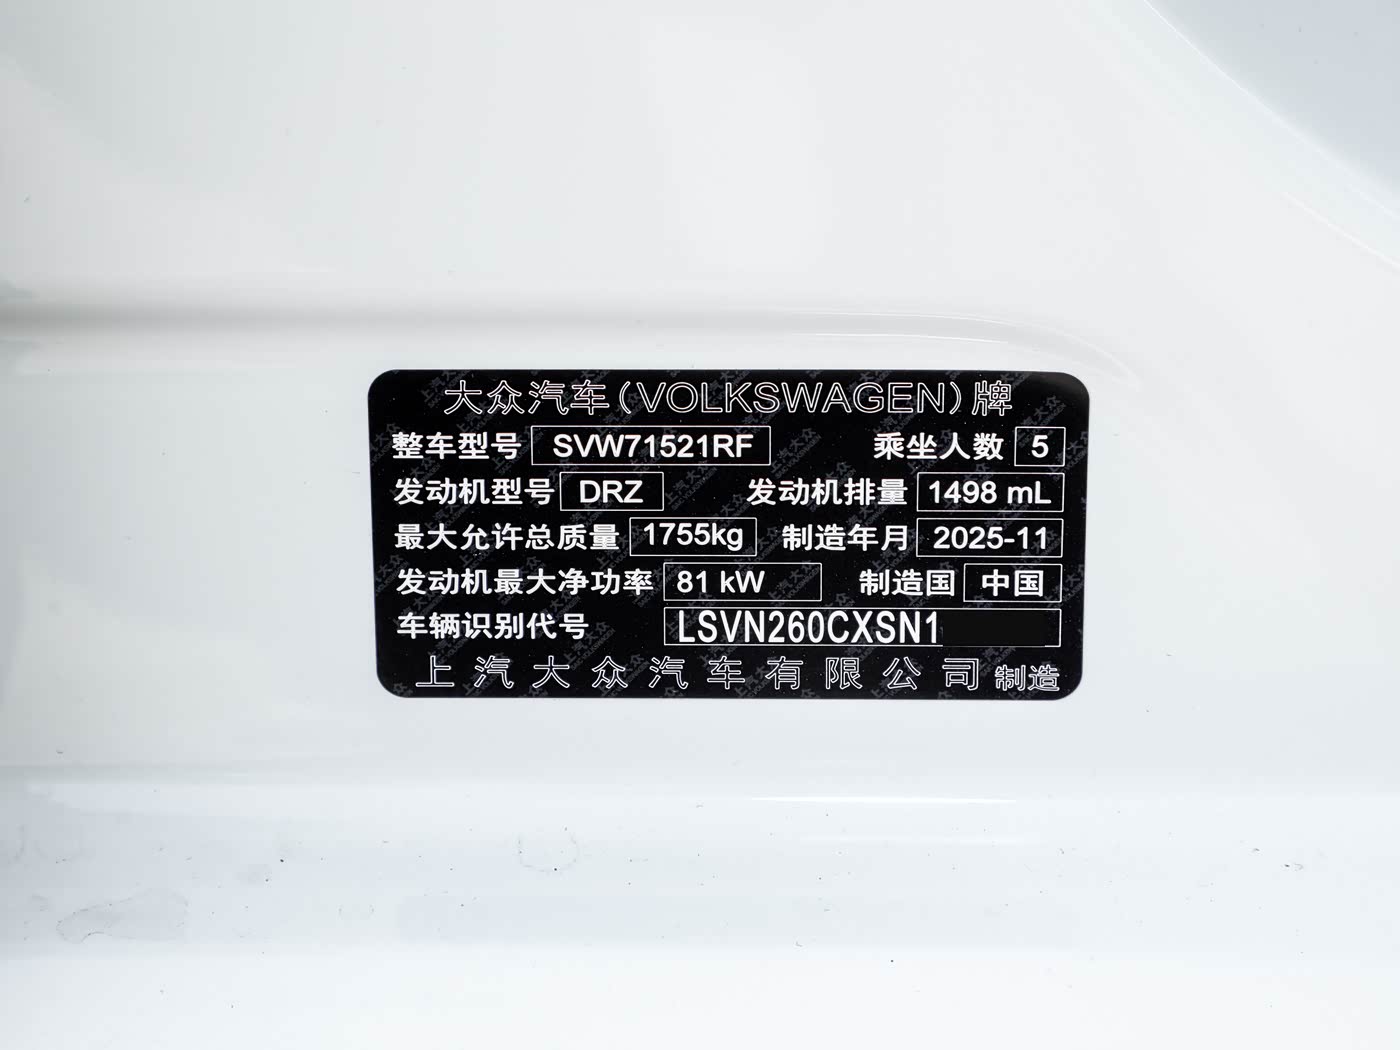 大众汽车(VOLKSWAGEN)牌
整车型号 SVW71521RF 乘坐人数 5
发动机型号 DRZ 发动机排量 1498 mL
最大允许总质量 1755kg 制造年月 2025-11
发动机最大净功率 81 kW 制造国 中国
车辆识别代号 LSVN260CXSN1
上汽大众汽车有限公司 制造